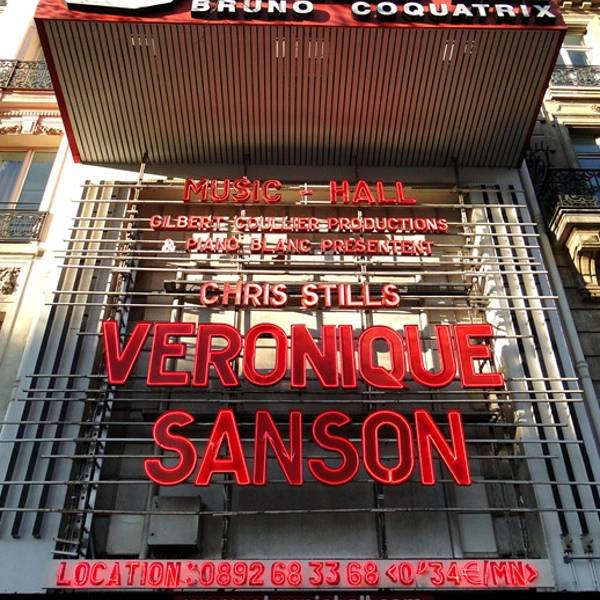 BRUNO COQUATRIX
MUSIC - HALL
GILBERT COULLIER PRODUCTIONS
& PIANO BLANC PRESENTENT
CHRIS STILLS
VERONIQUE
SANSON
LOCATION:0892 68 33 68 <0'34€/MN>